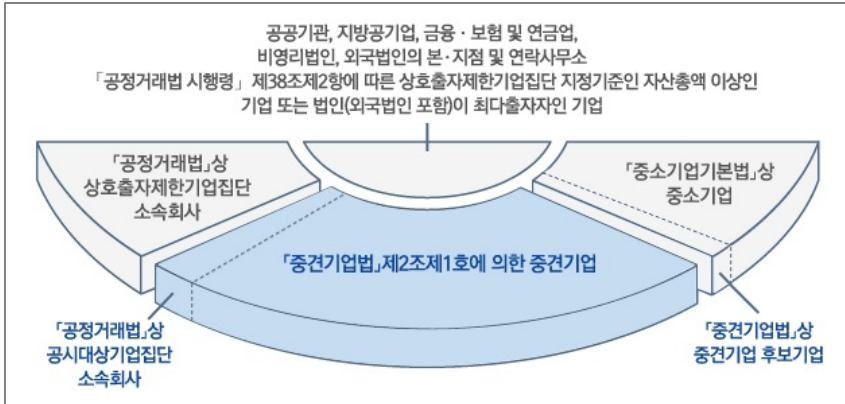 공공기관, 지방공기업, 금융·보험 및 연금업,
비영리법인, 외국법인의 본·지점 및 연락사무소
「공정거래법 시행령」 제38조제2항에 따른 상호출자제한기업집단 지정기준인 자산총액 이상인
기업 또는 법인(외국법인 포함)이 최다출자자인 기업
「공정거래법」상
상호출자제한기업집단
소속회사
「중소기업기본법」상
중소기업
「중견기업법」제2조제1호에 의한 중견기업
「공정거래법」상
공시대상기업집단
소속회사
「중견기업법」상
중견기업 후보기업